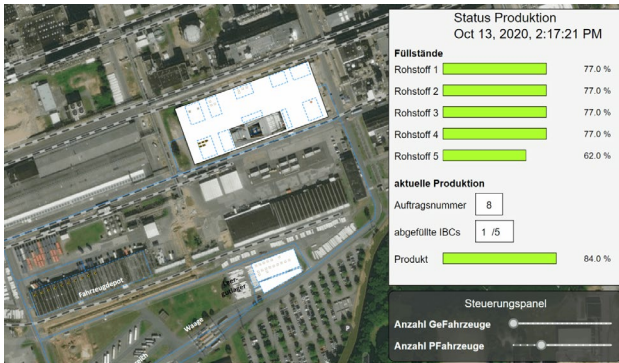 Status Produktion
Oct 13, 2020, 2:17:21 PM
Füllstände
Rohstoff 1 77.0 %
Rohstoff 2 77.0 %
Rohstoff 3 77.0 %
Rohstoff 4 77.0 %
Rohstoff 5 62.0 %
aktuelle Produktion
Auftragsnummer 8
abgefüllte IBCs 1 /5
Produkt 84.0 %
Steuerungspanel
Anzahl GeFahrzeuge
Anzahl PFahrzeuge
Fahrzeugdepot
Waage